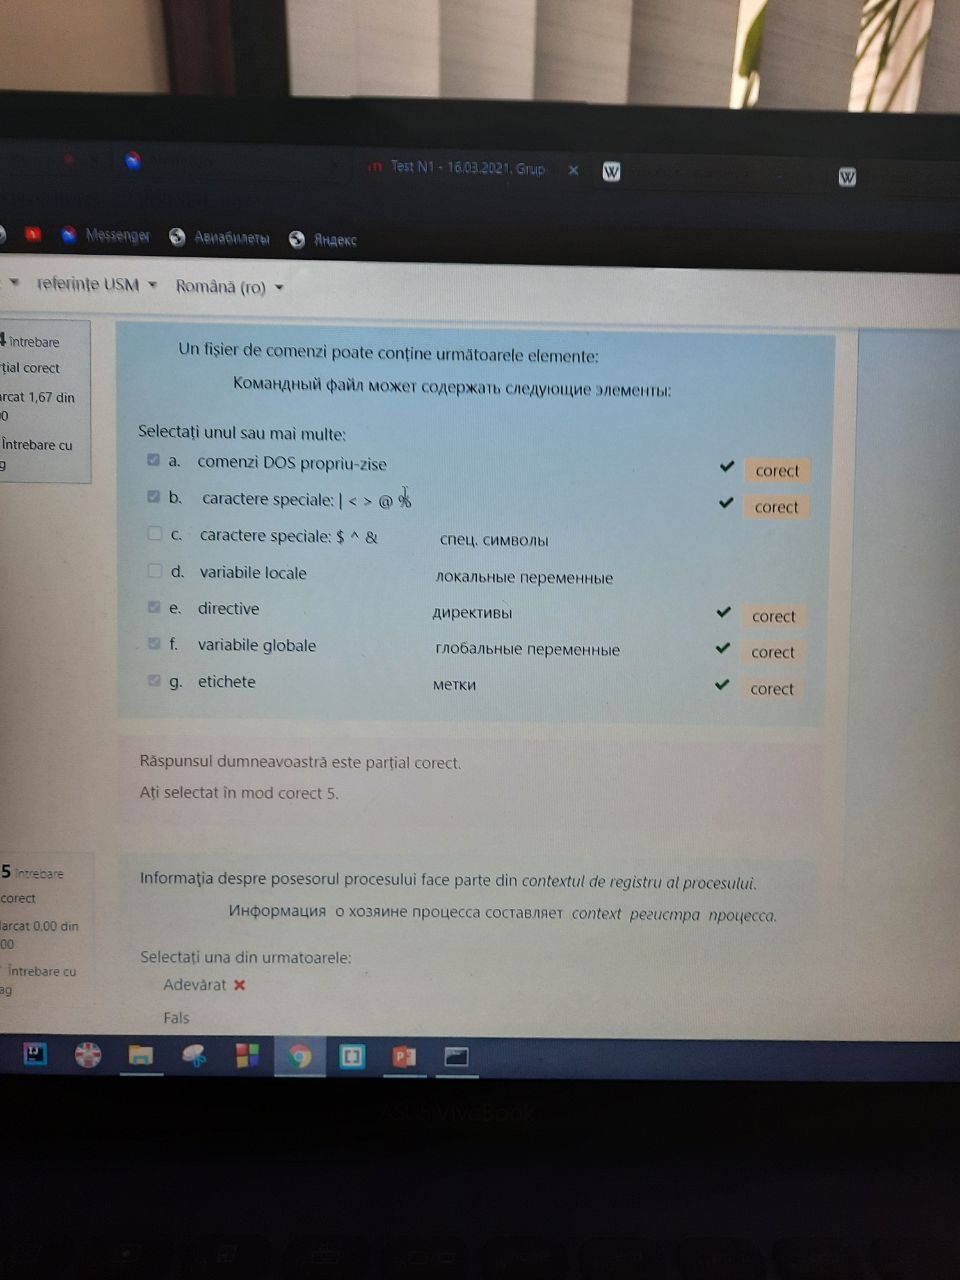 Test N1 - 16.03.2021. Grup
Messenger Авиабилеты Яндекс
referințe USM Română (ro)
4 întrebare
țial corect
arcat 1,67 din
00
Întrebare cu
ag
Un fișier de comenzi poate conține următoarele elemente:
Командный файл может содержать следующие элементы:
Selectați unul sau mai multe:
a. comenzi DOS propriu-zise corect
b. caractere speciale: | < > @ % corect
c. caractere speciale: $ ^ & спец. символы
d. variabile locale локальные переменные
e. directive директивы corect
f. variabile globale глобальные переменные corect
g. etichete метки corect
Răspunsul dumneavoastră este parțial corect.
Ați selectat în mod corect 5.
5 întrebare
corect
larcat 0,00 din
00
Întrebare cu
ag
Informația despre posesorul procesului face parte din contextul de registru al procesului.
Информация о хозяине процесса составляет context регистра процесса.
Selectați una din urmatoarele:
Adevărat
Fals
ASUS VivoBook